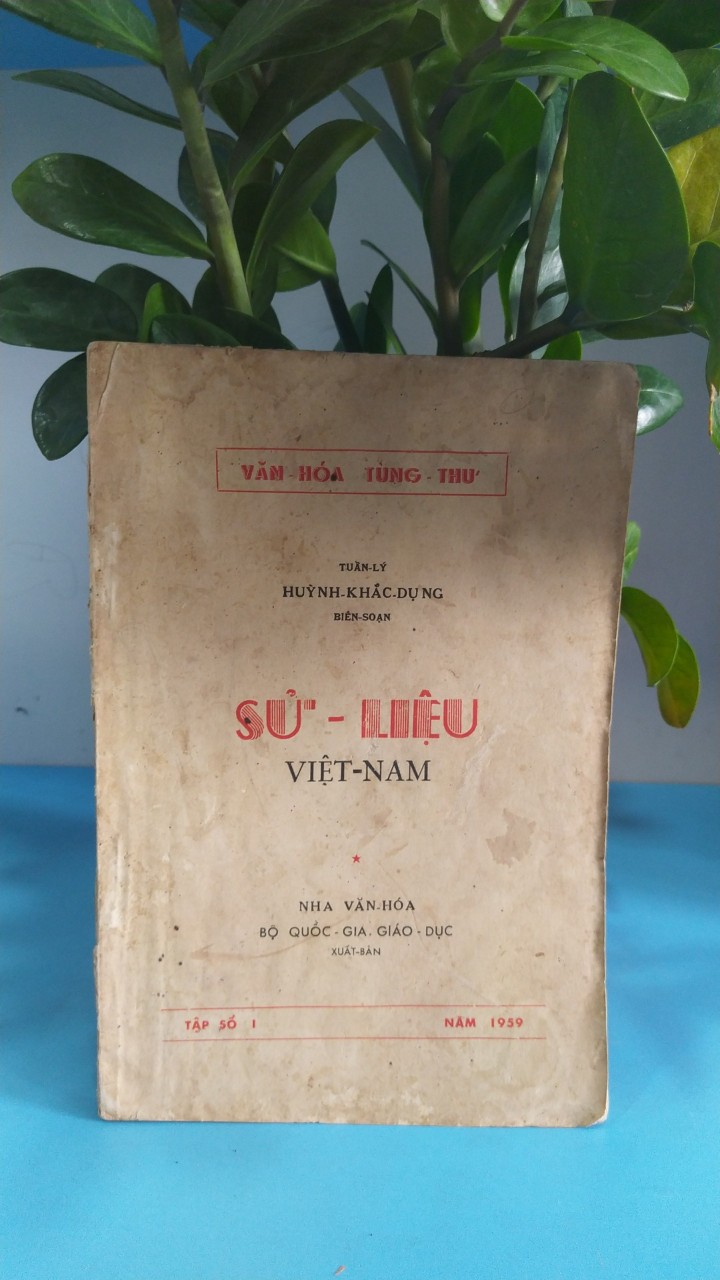 VĂN-HÓA TÙNG-THƯ
TUẦN-LÝ
HUỲNH-KHẮC-DỤNG
BIÊN-SOẠN
SỬ-LIỆU
VIỆT-NAM
NHA VĂN-HÓA
BỘ QUỐC-GIA GIÁO-DỤC
XUẤT-BẢN
TẬP SỐ I NĂM 1959